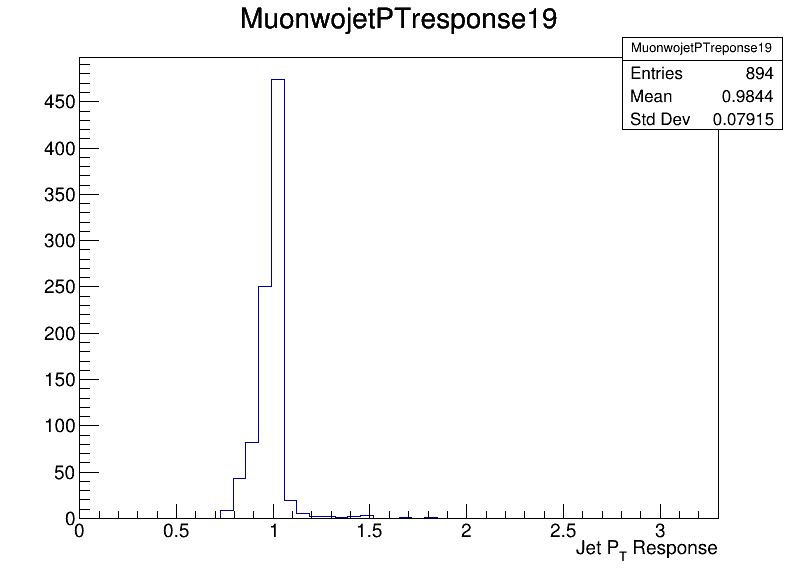 MuonwojetPTresponse19
MuonwojetPTreponse19
Entries 894
Mean 0.9844
Std Dev 0.07915
450
400
350
300
250
200
150
100
50
0
0 0.5 1 1.5 2 2.5 3
Jet PT Response